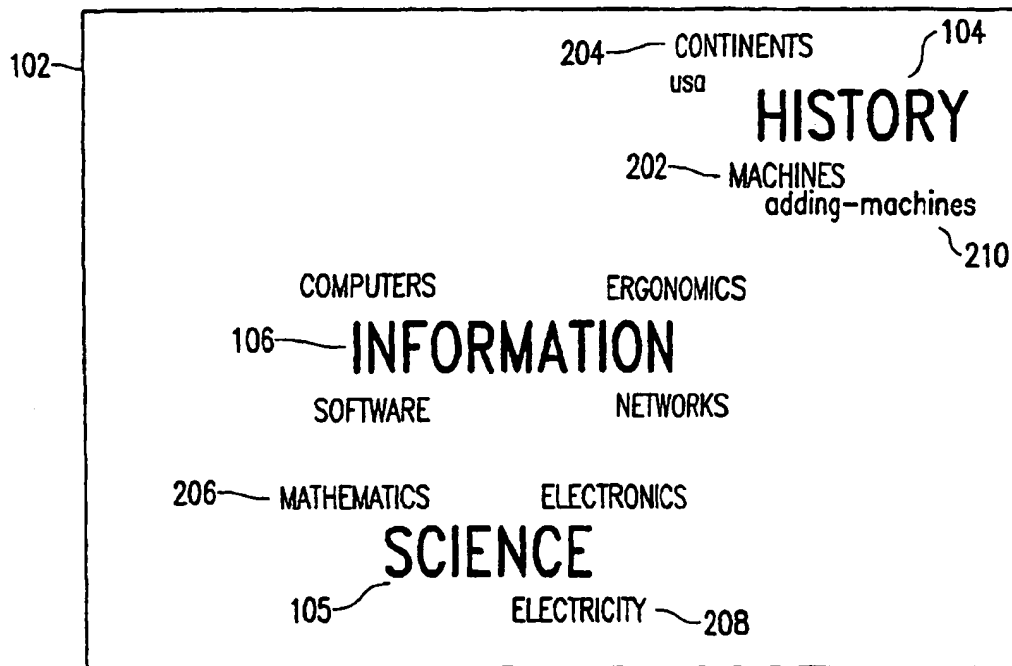 204 CONTINENTS 104
102
usa
HISTORY
202 MACHINES
adding-machines
210
COMPUTERS ERGONOMICS
106 INFORMATION
SOFTWARE NETWORKS
206 MATHEMATICS ELECTRONICS
SCIENCE
105 ELECTRICITY 208